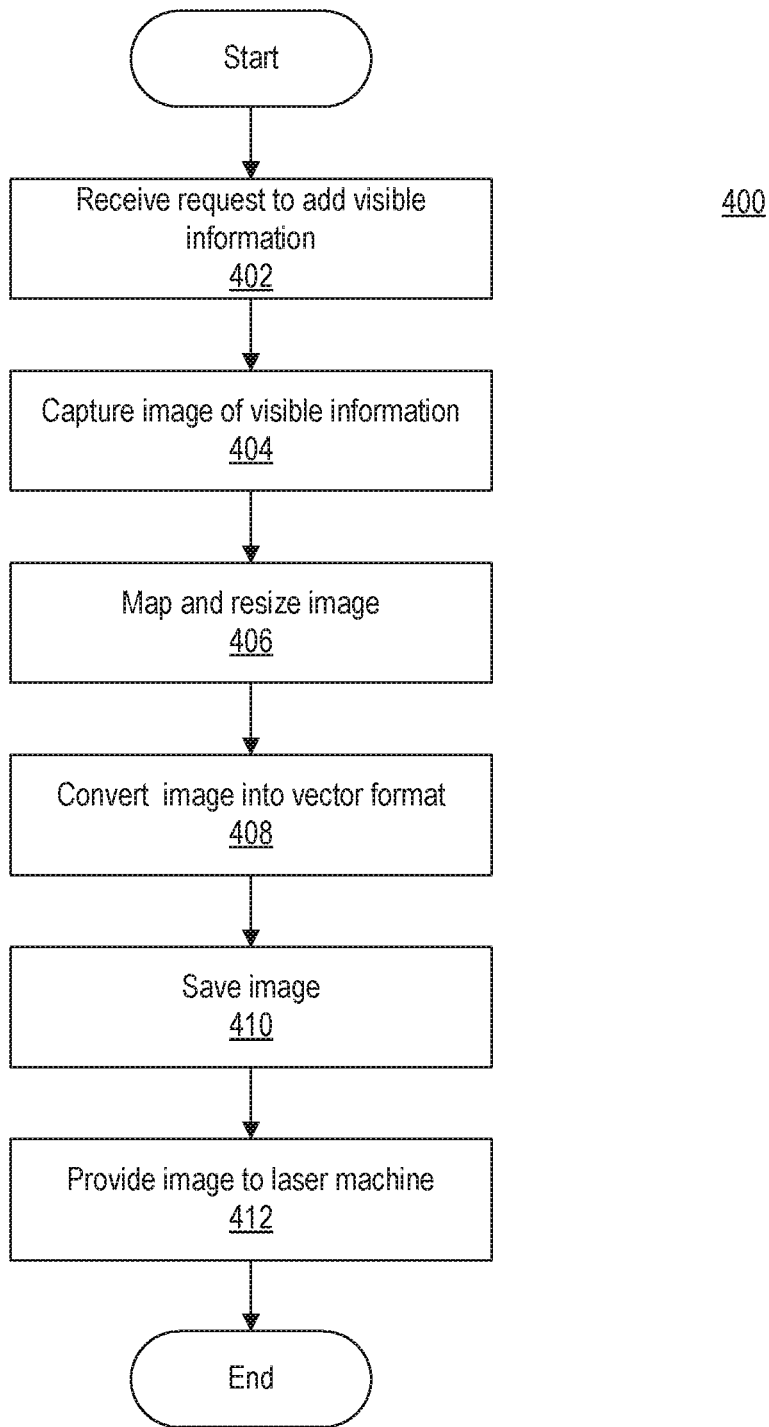 Start
Receive request to add visible
information
402
400
Capture image of visible information
404
Map and resize image
406
Convert image into vector format
408
Save image
410
Provide image to laser machine
412
End